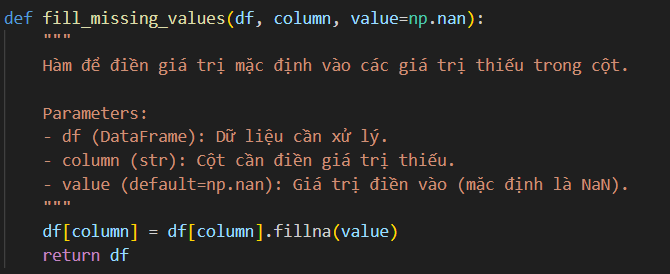 def fill_missing_values(df, column, value=np.nan):
    """
    Hàm để điền giá trị mặc định vào các giá trị thiếu trong cột.

    Parameters:
    - df (DataFrame): Dữ liệu cần xử lý.
    - column (str): Cột cần điền giá trị thiếu.
    - value (default=np.nan): Giá trị điền vào (mặc định là NaN).
    """
    df[column] = df[column].fillna(value)
    return df